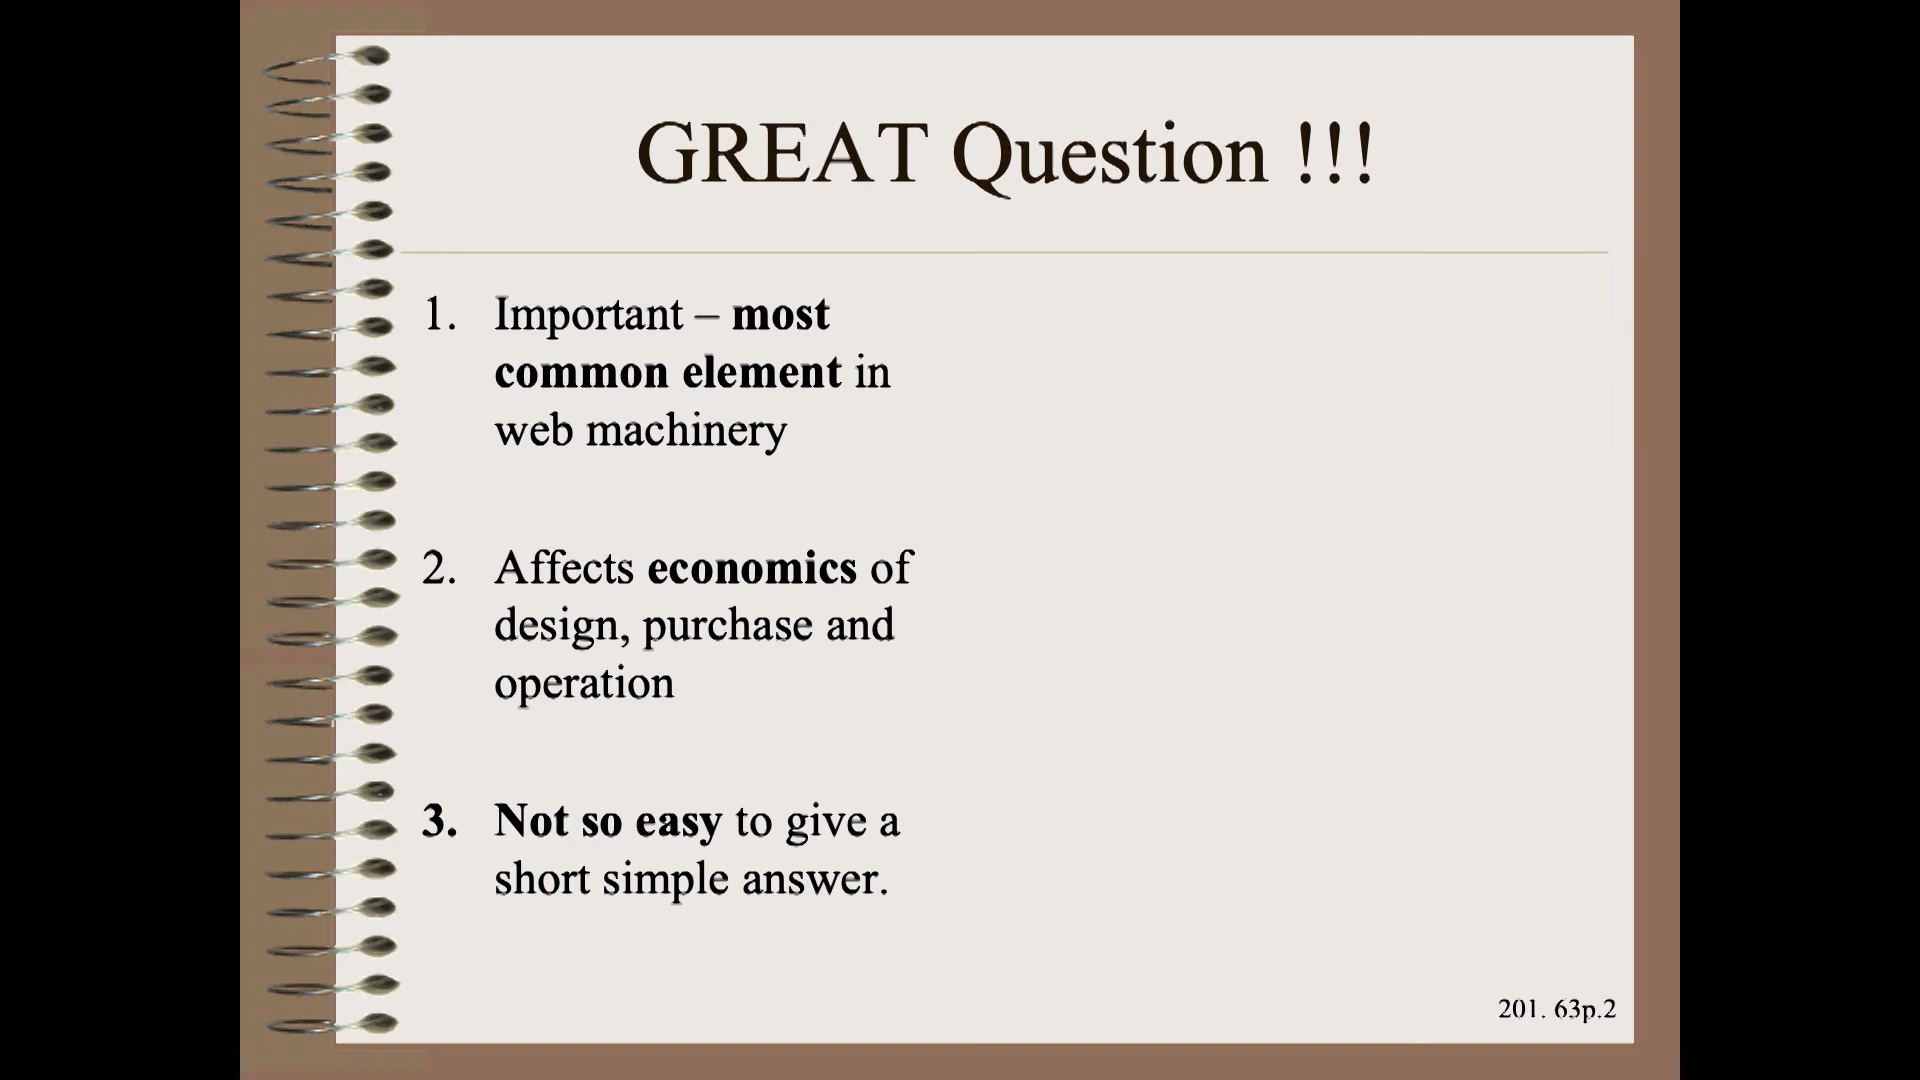 GREAT Question !!!
1. Important – most
common element in
web machinery
2. Affects economics of
design, purchase and
operation
3. Not so easy to give a
short simple answer.
201. 63p.2